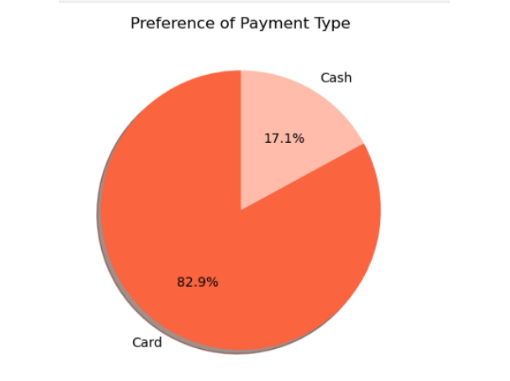 Preference of Payment Type
Cash
17.1%
82.9%
Card